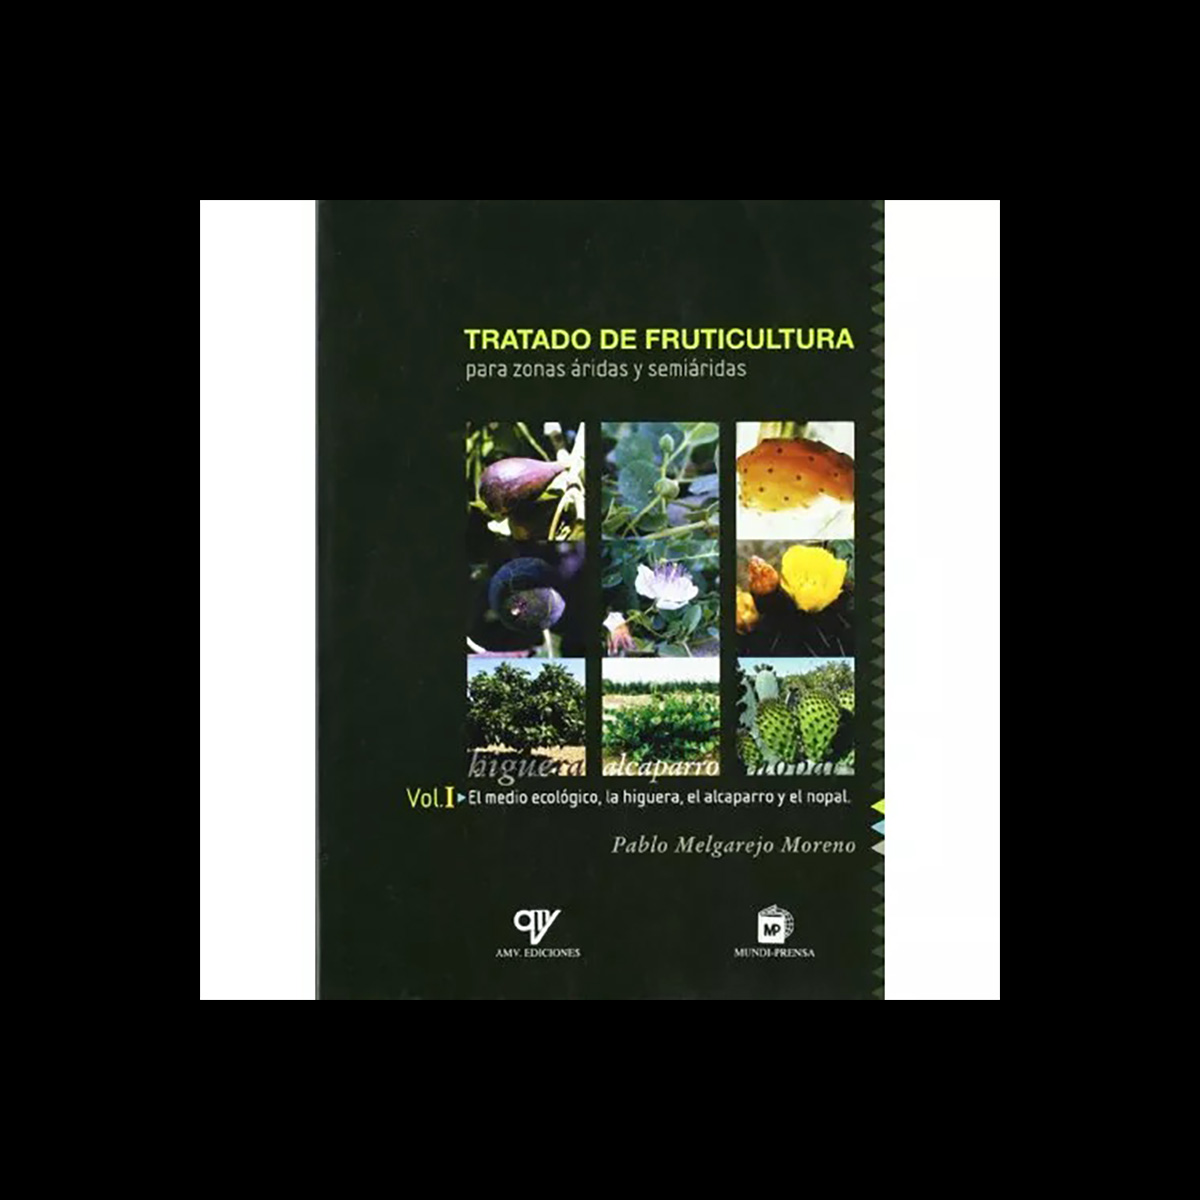 TRATADO DE FRUTICULTURA
para zonas áridas y semiáridas
higuera alcaparro nopal
Vol. I El medio ecológico, la higuera, el alcaparro y el nopal.
Pablo Melgarejo Moreno
AMV. EDICIONES
MP
MUNDI-PRENSA